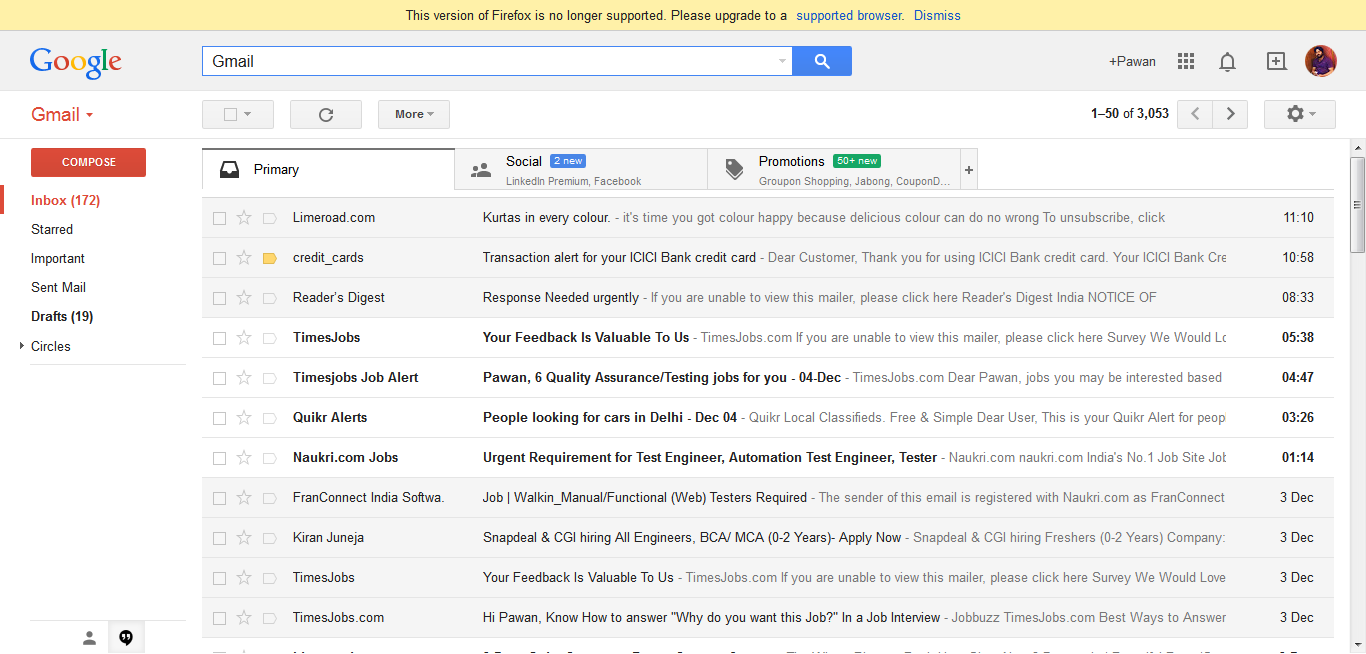 This version of Firefox is no longer supported. Please upgrade to a supported browser. Dismiss
Google
Gmail
+Pawan
Gmail
More
1–50 of 3,053
COMPOSE
Inbox (172)
Starred
Important
Sent Mail
Drafts (19)
Circles
Primary
Social 2 new
LinkedIn Premium, Facebook
Promotions 50+ new
Groupon Shopping, Jabong, CouponD...
+
Limeroad.com Kurtas in every colour. - it's time you got colour happy because delicious colour can do no wrong To unsubscribe, click 11:10
credit_cards Transaction alert for your ICICI Bank credit card - Dear Customer, Thank you for using ICICI Bank credit card. Your ICICI Bank Cre 10:58
Reader's Digest Response Needed urgently - If you are unable to view this mailer, please click here Reader's Digest India NOTICE OF 08:33
TimesJobs Your Feedback Is Valuable To Us - TimesJobs.com If you are unable to view this mailer, please click here Survey We Would Lo 05:38
Timesjobs Job Alert Pawan, 6 Quality Assurance/Testing jobs for you - 04-Dec - TimesJobs.com Dear Pawan, jobs you may be interested based 04:47
Quikr Alerts People looking for cars in Delhi - Dec 04 - Quikr Local Classifieds. Free & Simple Dear User, This is your Quikr Alert for peop 03:26
Naukri.com Jobs Urgent Requirement for Test Engineer, Automation Test Engineer, Tester - Naukri.com naukri.com India's No.1 Job Site Job 01:14
FranConnect India Softwa. Job | Walkin_Manual/Functional (Web) Testers Required - The sender of this email is registered with Naukri.com as FranConnect 3 Dec
Kiran Juneja Snapdeal & CGI hiring All Engineers, BCA/ MCA (0-2 Years)- Apply Now - Snapdeal & CGI hiring Freshers (0-2 Years) Company: 3 Dec
TimesJobs Your Feedback Is Valuable To Us - TimesJobs.com If you are unable to view this mailer, please click here Survey We Would Love 3 Dec
TimesJobs.com Hi Pawan, Know How to answer "Why do you want this Job?" In a Job Interview - Jobbuzz TimesJobs.com Best Ways to Answer 3 Dec